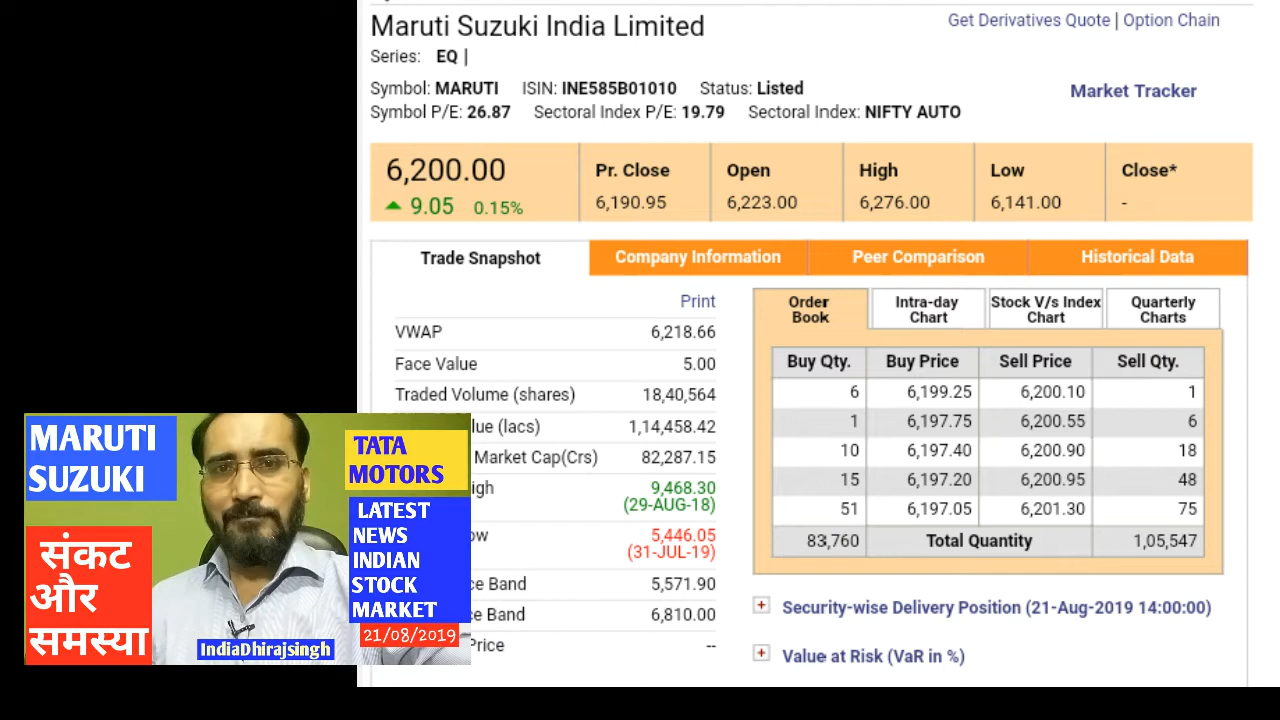 Maruti Suzuki India Limited
Get Derivatives Quote | Option Chain
Series: EQ |
Symbol: MARUTI ISIN: INE585B01010 Status: Listed
Market Tracker
Symbol P/E: 26.87 Sectoral Index P/E: 19.79 Sectoral Index: NIFTY AUTO
6,200.00 Pr. Close Open High Low Close*
9.05 0.15% 6,190.95 6,223.00 6,276.00 6,141.00 -
Trade Snapshot Company Information Peer Comparison Historical Data
Print
VWAP 6,218.66
Face Value 5.00
Traded Volume (shares) 18,40,564
lue (lacs) 1,14,458.42
Market Cap(Crs) 82,287.15
igh 9,468.30
(29-AUG-18)
ow 5,446.05
(31-JUL-19)
ce Band 5,571.90
ce Band 6,810.00
Price --
Order Book Intra-day Chart Stock V/s Index Chart Quarterly Charts
Buy Qty. Buy Price Sell Price Sell Qty.
6 6,199.25 6,200.10 1
1 6,197.75 6,200.55 6
10 6,197.40 6,200.90 18
15 6,197.20 6,200.95 48
51 6,197.05 6,201.30 75
83,760 Total Quantity 1,05,547
Security-wise Delivery Position (21-Aug-2019 14:00:00)
Value at Risk (VaR in %)
MARUTI
SUZUKI
संकट
और
समस्या
TATA
MOTORS
LATEST
NEWS
INDIAN
STOCK
MARKET
21/08/2019
IndiaDhirajsingh